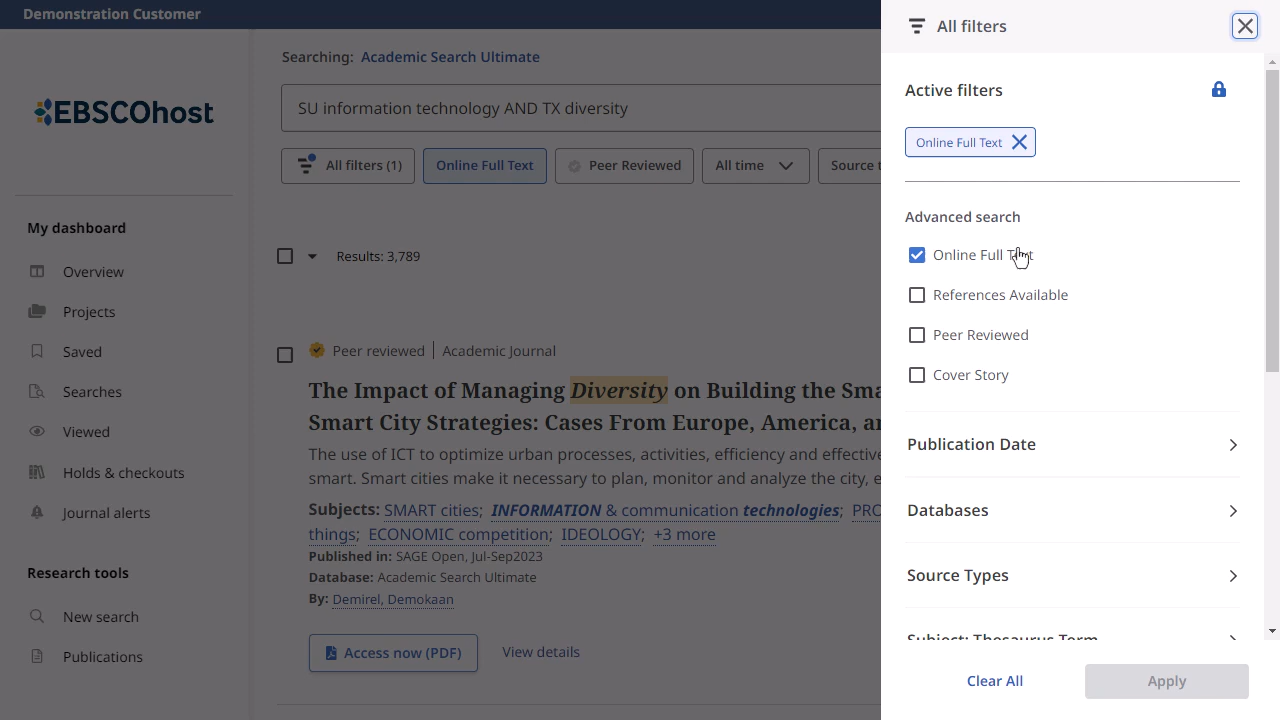 Demonstration Customer
EBSCOhost
My dashboard
Overview
Projects
Saved
Searches
Viewed
Holds & checkouts
Journal alerts
Research tools
New search
Publications
Searching: Academic Search Ultimate
SU information technology AND TX diversity
All filters (1)
Online Full Text
Peer Reviewed
All time
Source t
Results: 3,789
Peer reviewed | Academic Journal
The Impact of Managing Diversity on Building the Sma
Smart City Strategies: Cases From Europe, America, a
The use of ICT to optimize urban processes, activities, efficiency and effective
smart. Smart cities make it necessary to plan, monitor and analyze the city, e
Subjects: SMART cities; INFORMATION & communication technologies; PRO
things; ECONOMIC competition; IDEOLOGY; +3 more
Published in: SAGE Open, Jul-Sep2023
Database: Academic Search Ultimate
By: Demirel, Demokaan
Access now (PDF)
View details
All filters
Active filters
Online Full Text
Advanced search
Online Full Text
References Available
Peer Reviewed
Cover Story
Publication Date
Databases
Source Types
Subject: Thesaurus Term
Clear All
Apply